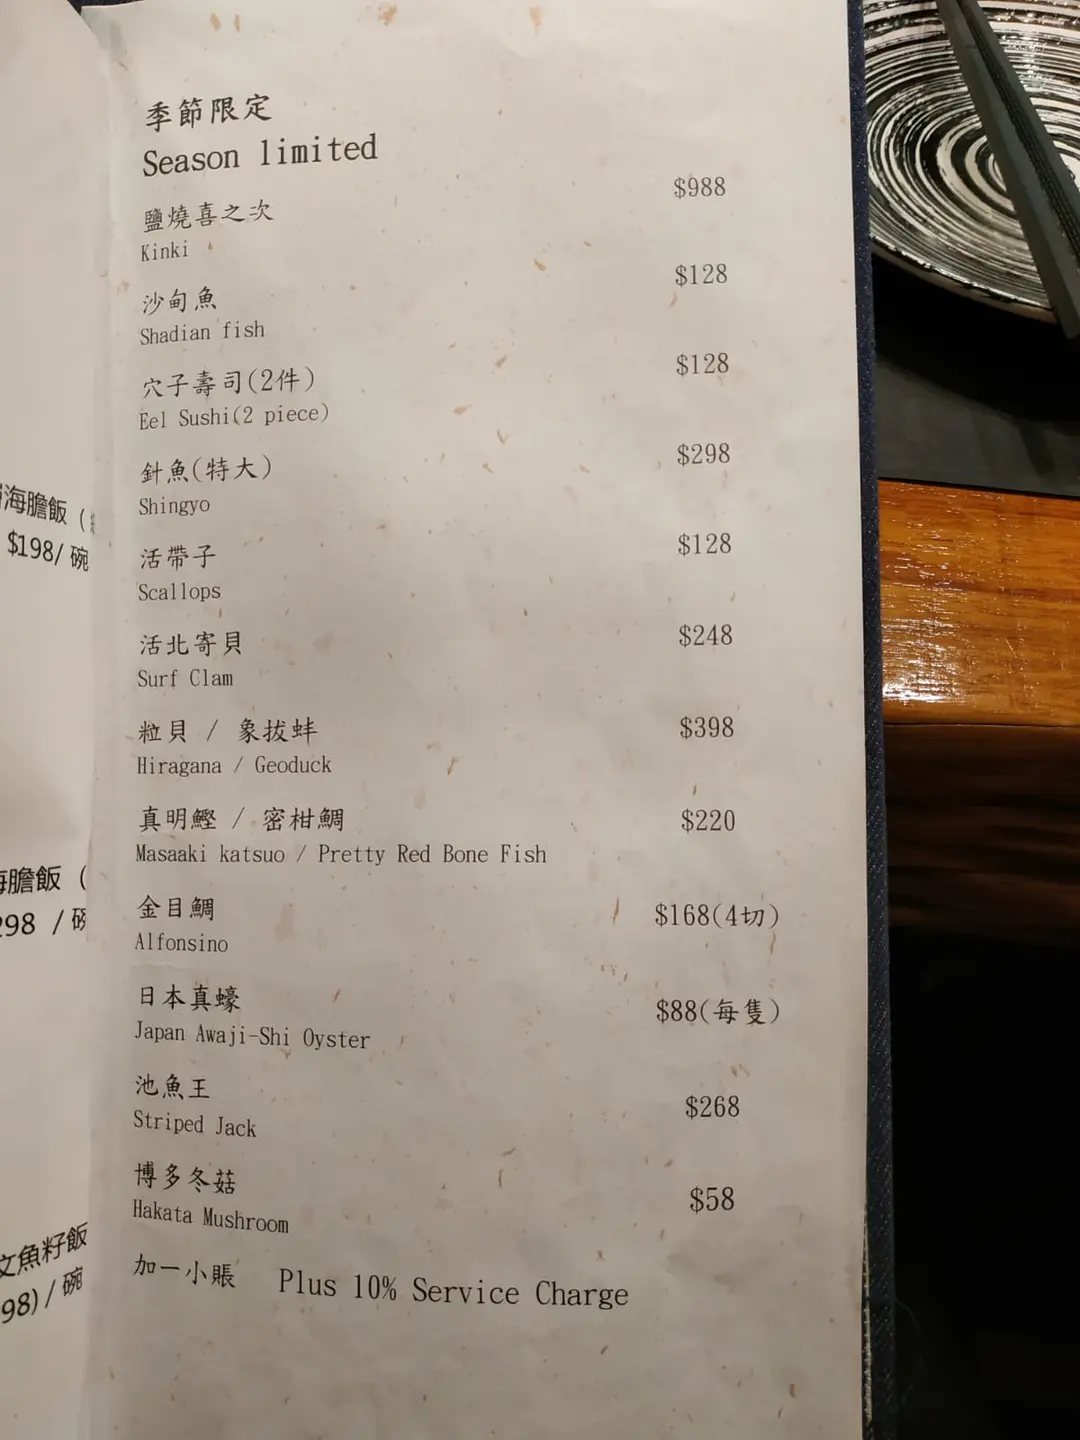 季節限定
Season limited
鹽燒喜之次 $988
Kinki
沙甸魚 $128
Shadian fish
穴子壽司(2件) $128
Eel Sushi(2 piece)
針魚(特大) $298
Shingyo
活帶子 $128
Scallops
活北寄貝 $248
Surf Clam
粒貝 / 象拔蚌 $398
Hiragana / Geoduck
真明鰹 / 密柑鯛 $220
Masaaki katsuo / Pretty Red Bone Fish
金目鯛 $168(4切)
Alfonsino
日本真蠔 $88(每隻)
Japan Awaji-Shi Oyster
池魚王 $268
Striped Jack
博多冬菇 $58
Hakata Mushroom
加一小賬 Plus 10% Service Charge
海膽飯 (
$198/ 碗
膽飯 (
98 / 碗
文魚籽飯
98) / 碗